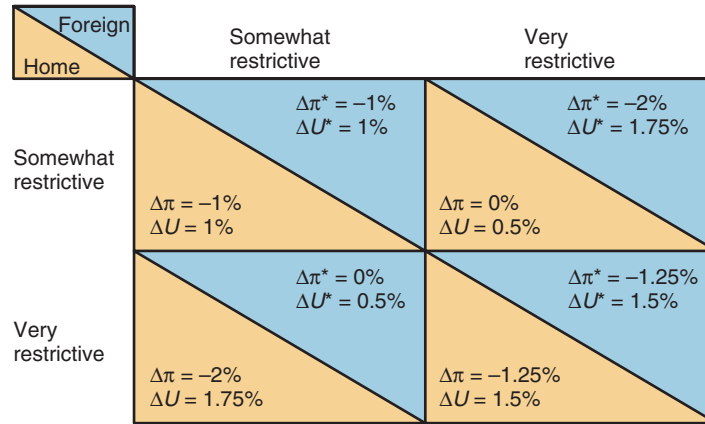 Foreign
Home
Somewhat
restrictive
Very
restrictive
Somewhat
restrictive
Δπ* = –1%
ΔU* = 1%
Δπ = –1%
ΔU = 1%
Δπ* = –2%
ΔU* = 1.75%
Δπ = 0%
ΔU = 0.5%
Very
restrictive
Δπ* = 0%
ΔU* = 0.5%
Δπ = –2%
ΔU = 1.75%
Δπ* = –1.25%
ΔU* = 1.5%
Δπ = –1.25%
ΔU = 1.5%